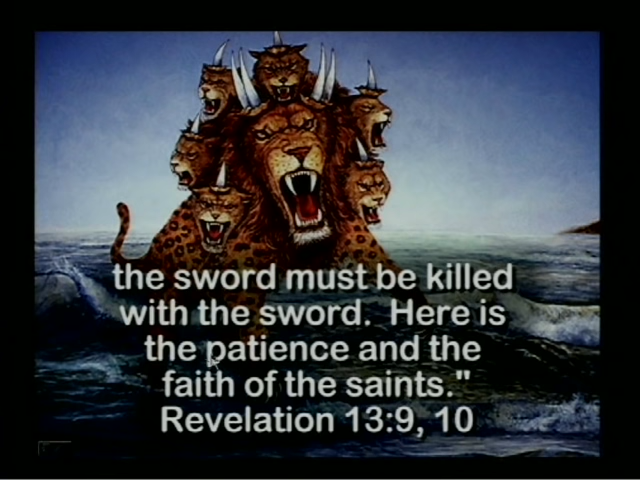 the sword must be killed
with the sword.  Here is
the patience and the
faith of the saints."
Revelation 13:9, 10